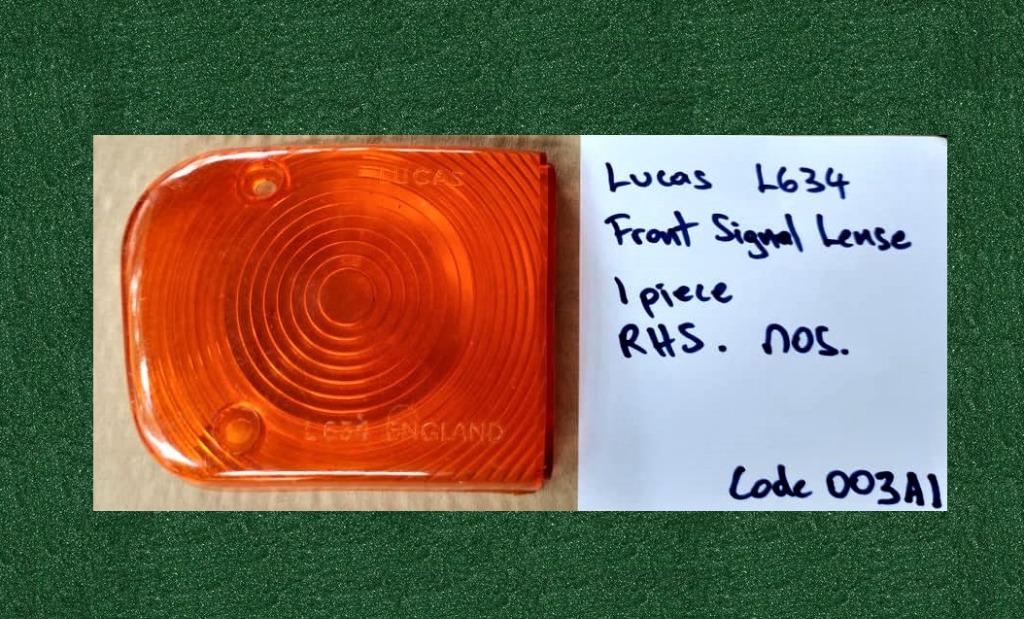 LUCAS
L634 ENGLAND
Lucas L634
Front Signal Lense
1 piece
RHS. NOS.
Code 003A1